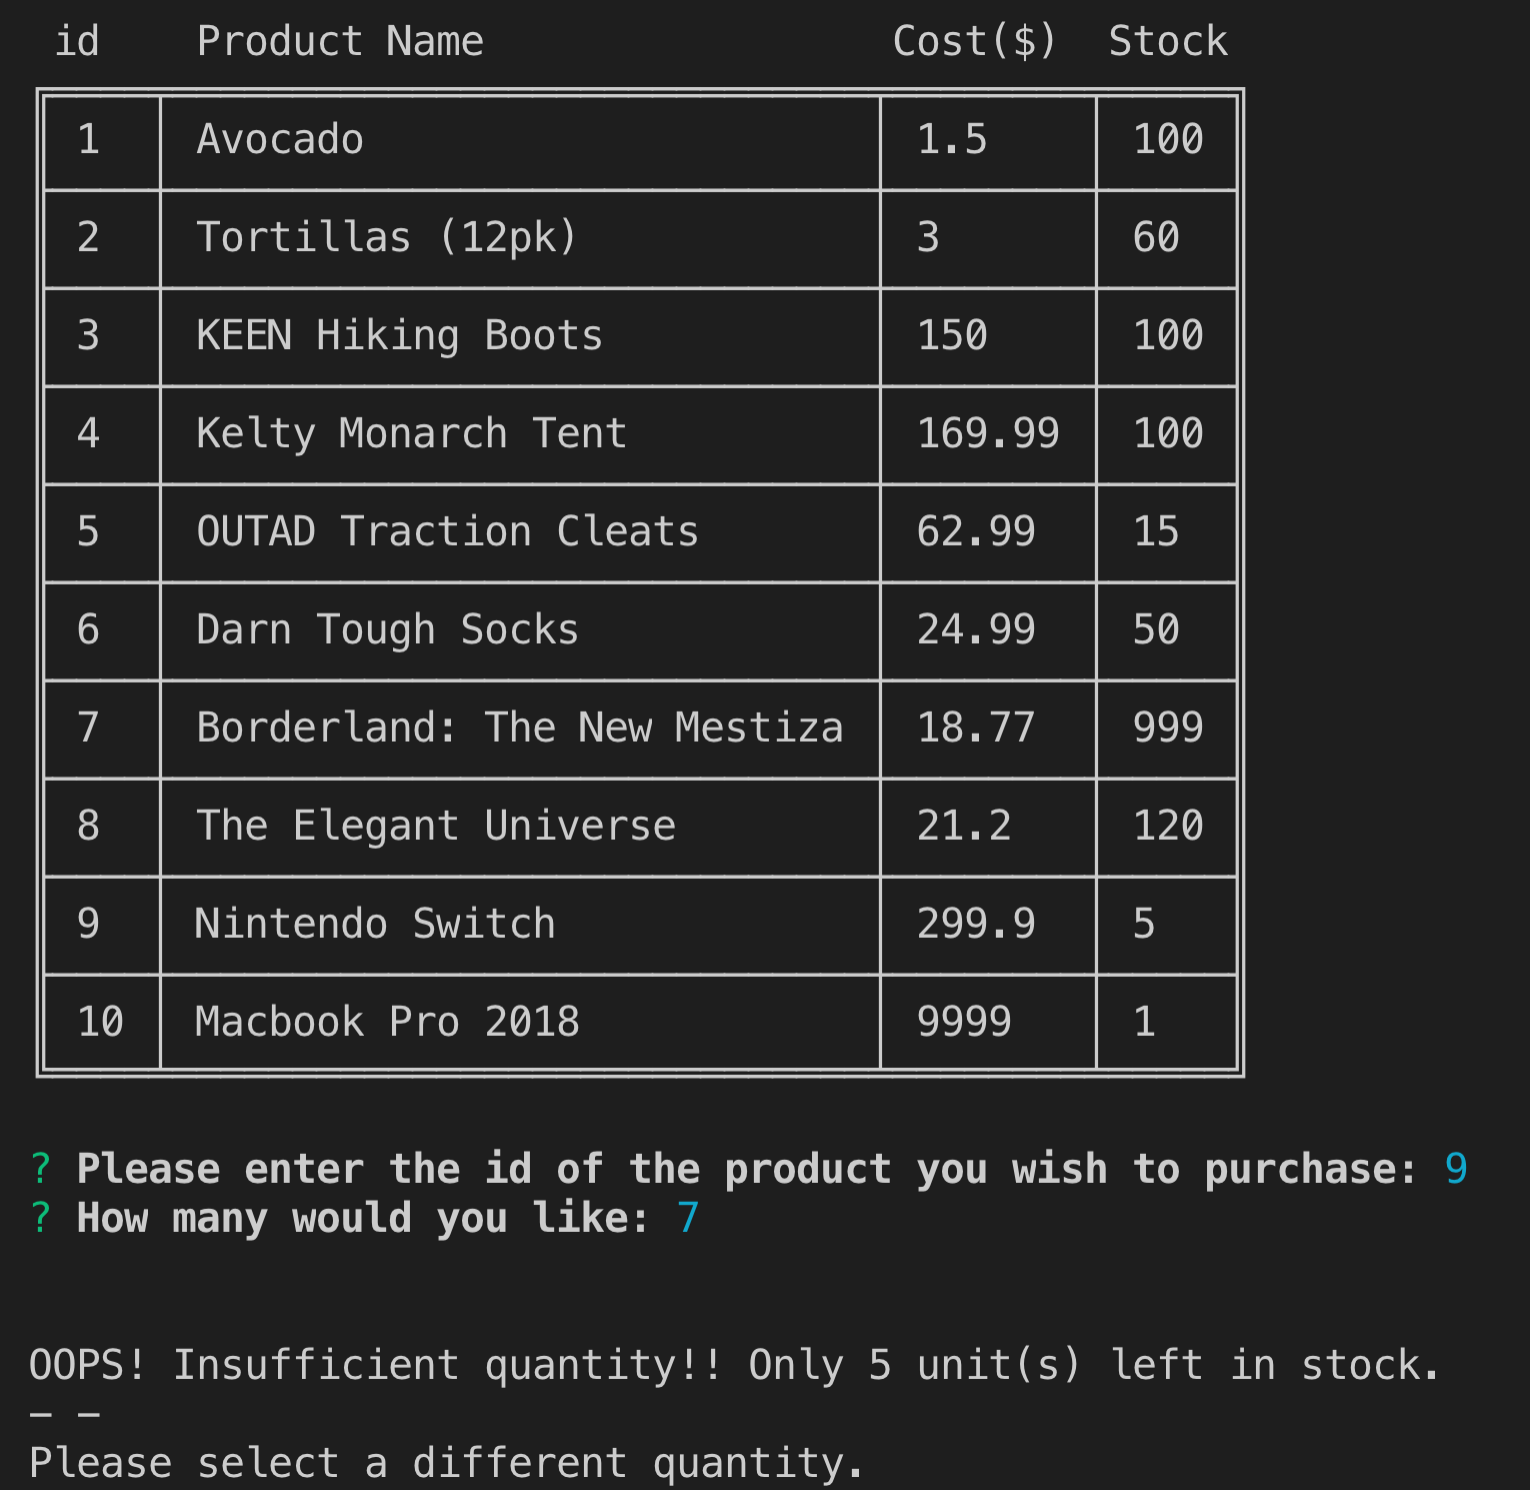 id Product Name Cost($) Stock
1 Avocado 1.5 100
2 Tortillas (12pk) 3 60
3 KEEN Hiking Boots 150 100
4 Kelty Monarch Tent 169.99 100
5 OUTAD Traction Cleats 62.99 15
6 Darn Tough Socks 24.99 50
7 Borderland: The New Mestiza 18.77 999
8 The Elegant Universe 21.2 120
9 Nintendo Switch 299.9 5
10 Macbook Pro 2018 9999 1
? Please enter the id of the product you wish to purchase: 9
? How many would you like: 7
OOPS! Insufficient quantity!! Only 5 unit(s) left in stock.
- -
Please select a different quantity.